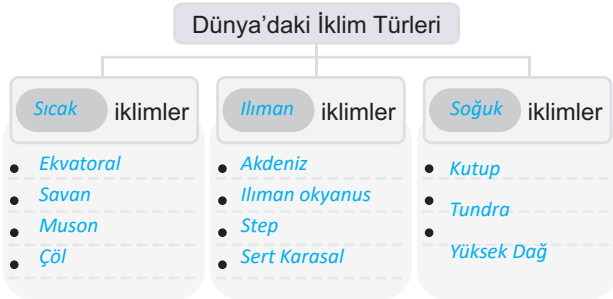 Dünya’daki İklim Türleri
Sıcak iklimler
• Ekvatoral
• Savan
• Muson
• Çöl
Ilıman iklimler
• Akdeniz
• Ilıman okyanus
• Step
• Sert Karasal
Soğuk iklimler
• Kutup
• Tundra
• Yüksek Dağ